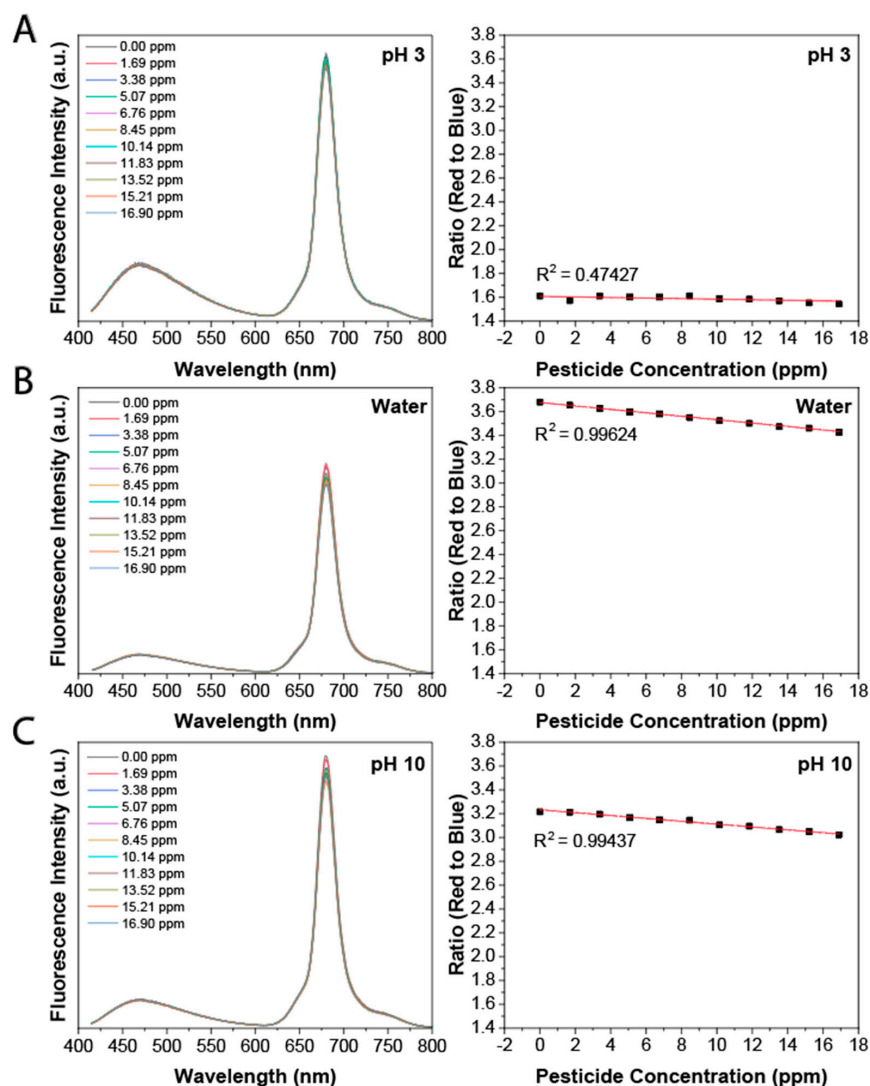 A
Fluorescence Intensity (a.u.)
0.00 ppm
1.69 ppm
3.38 ppm
5.07 ppm
6.76 ppm
8.45 ppm
10.14 ppm
11.83 ppm
13.52 ppm
15.21 ppm
16.90 ppm
pH 3
400 450 500 550 600 650 700 750 800
Wavelength (nm)
Ratio (Red to Blue)
3.8
3.6
3.4
3.2
3.0
2.8
2.6
2.4
2.2
2.0
1.8
1.6
1.4
pH 3
R² = 0.47427
-2 0 2 4 6 8 10 12 14 16 18
Pesticide Concentration (ppm)
B
Fluorescence Intensity (a.u.)
0.00 ppm
1.69 ppm
3.38 ppm
5.07 ppm
6.76 ppm
8.45 ppm
10.14 ppm
11.83 ppm
13.52 ppm
15.21 ppm
16.90 ppm
Water
400 450 500 550 600 650 700 750 800
Wavelength (nm)
Ratio (Red to Blue)
3.8
3.6
3.4
3.2
3.0
2.8
2.6
2.4
2.2
2.0
1.8
1.6
1.4
Water
R² = 0.99624
-2 0 2 4 6 8 10 12 14 16 18
Pesticide Concentration (ppm)
C
Fluorescence Intensity (a.u.)
0.00 ppm
1.69 ppm
3.38 ppm
5.07 ppm
6.76 ppm
8.45 ppm
10.14 ppm
11.83 ppm
13.52 ppm
15.21 ppm
16.90 ppm
pH 10
400 450 500 550 600 650 700 750 800
Wavelength (nm)
Ratio (Red to Blue)
3.8
3.6
3.4
3.2
3.0
2.8
2.6
2.4
2.2
2.0
1.8
1.6
1.4
pH 10
R² = 0.99437
-2 0 2 4 6 8 10 12 14 16 18
Pesticide Concentration (ppm)